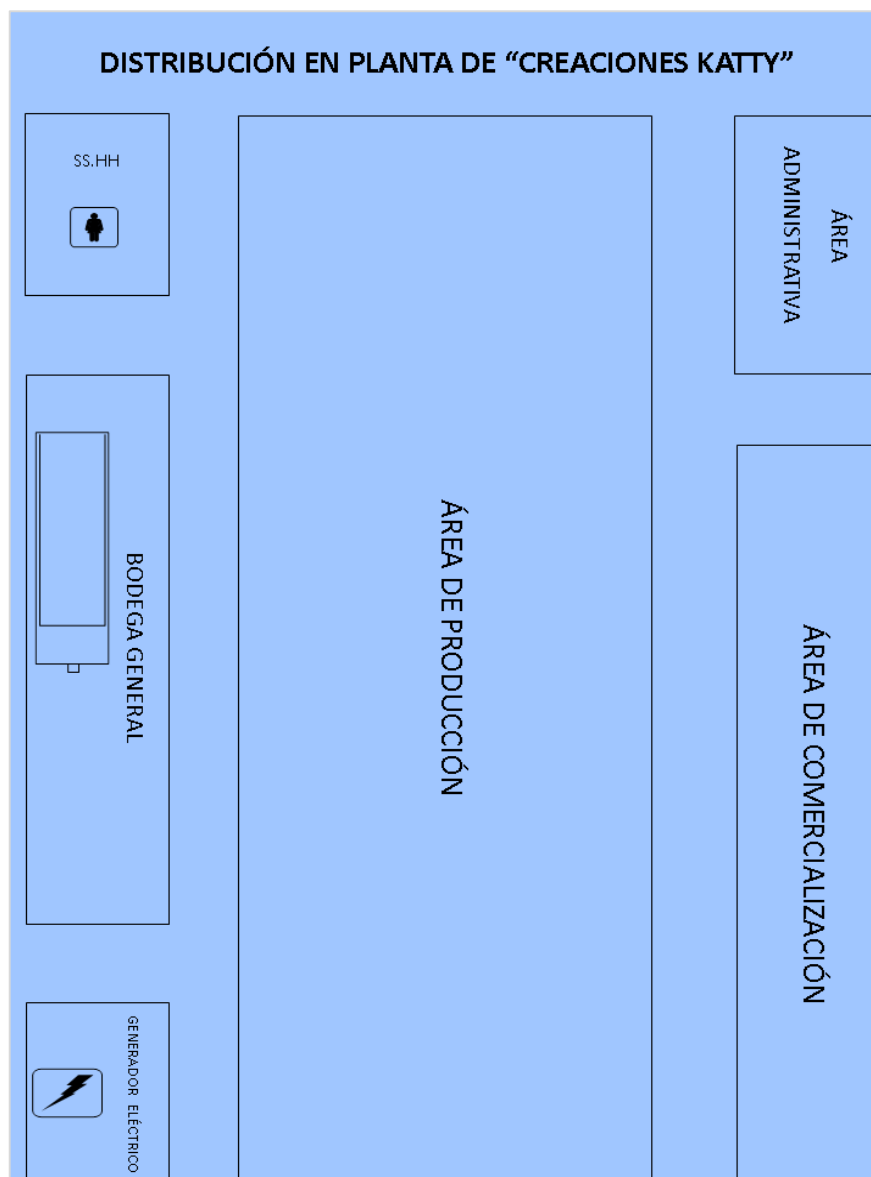 DISTRIBUCIÓN EN PLANTA DE “CREACIONES KATTY”
SS.HH
ÁREA
ADMINISTRATIVA
BODEGA GENERAL
ÁREA DE PRODUCCIÓN
ÁREA DE COMERCIALIZACIÓN
GENERADOR ELÉCTRICO